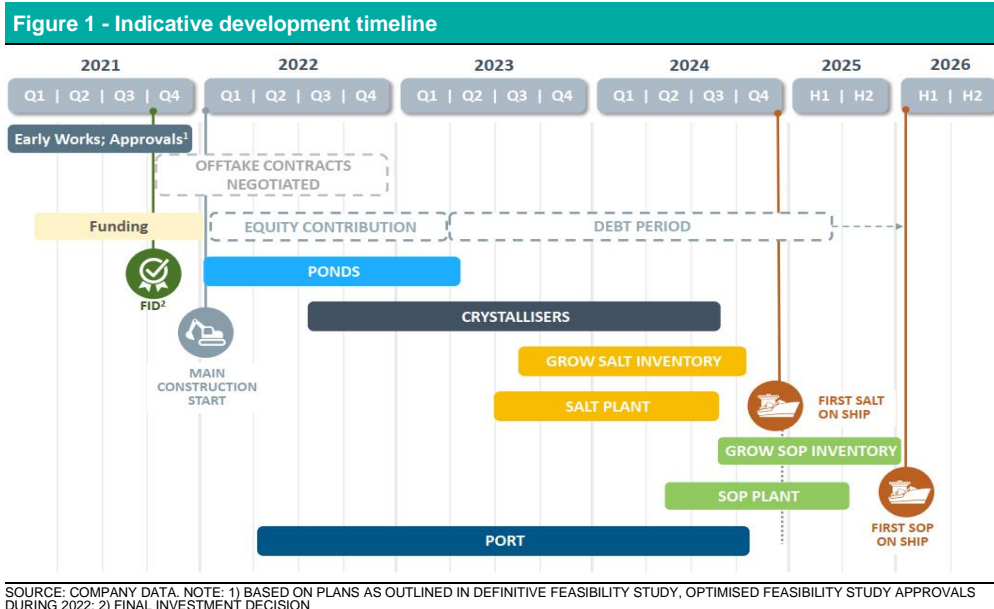 Figure 1 - Indicative development timeline
2021 2022 2023 2024 2025 2026
Q1 | Q2 | Q3 | Q4 Q1 | Q2 | Q3 | Q4 Q1 | Q2 | Q3 | Q4 Q1 | Q2 | Q3 | Q4 H1 | H2 H1 | H2
Early Works; Approvals¹
OFFTAKE CONTRACTS
NEGOTIATED
Funding EQUITY CONTRIBUTION DEBT PERIOD
PONDS
FID²
CRYSTALLISERS
MAIN
CONSTRUCTION
START
GROW SALT INVENTORY
SALT PLANT
FIRST SALT
ON SHIP
GROW SOP INVENTORY
SOP PLANT
FIRST SOP
ON SHIP
PORT
SOURCE: COMPANY DATA. NOTE: 1) BASED ON PLANS AS OUTLINED IN DEFINITIVE FEASIBILITY STUDY, OPTIMISED FEASIBILITY STUDY APPROVALS
DURING 2022; 2) FINAL INVESTMENT DECISION